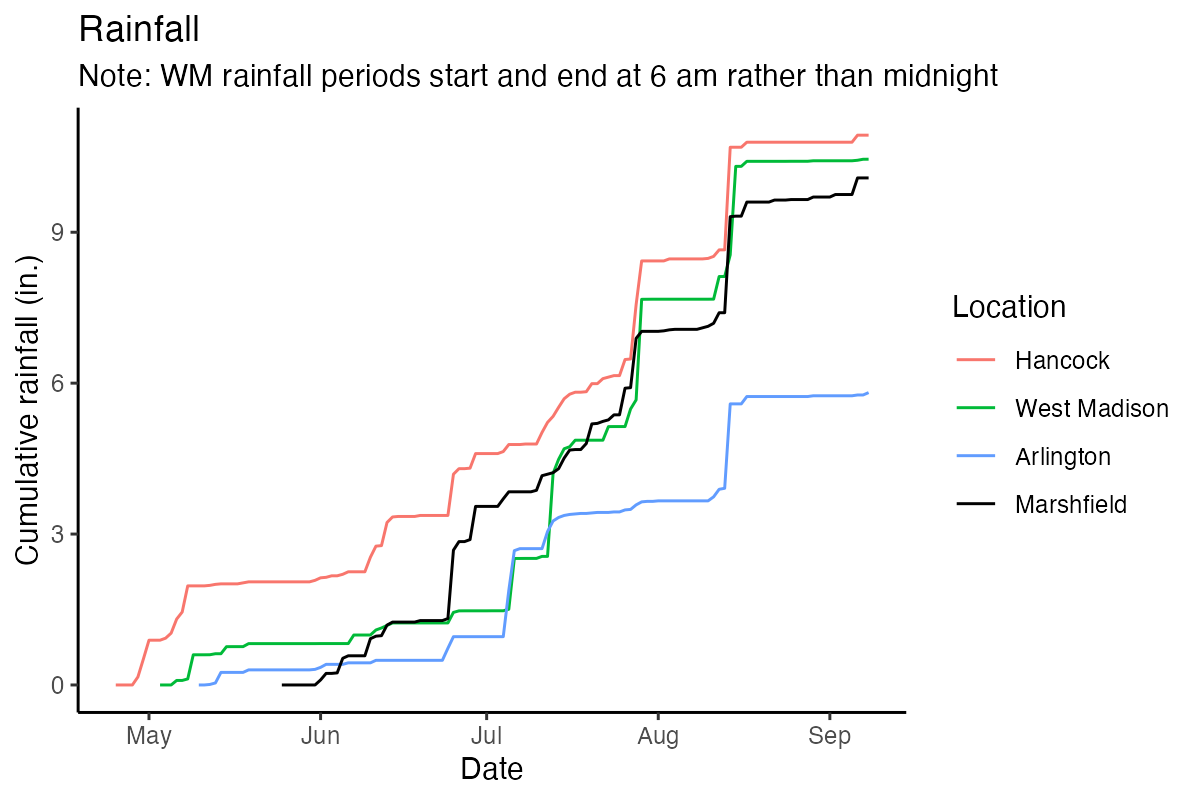 Rainfall
Note: WM rainfall periods start and end at 6 am rather than midnight
Cumulative rainfall (in.)
9
6
3
0
May
Jun
Jul
Aug
Sep
Date
Location
Hancock
West Madison
Arlington
Marshfield